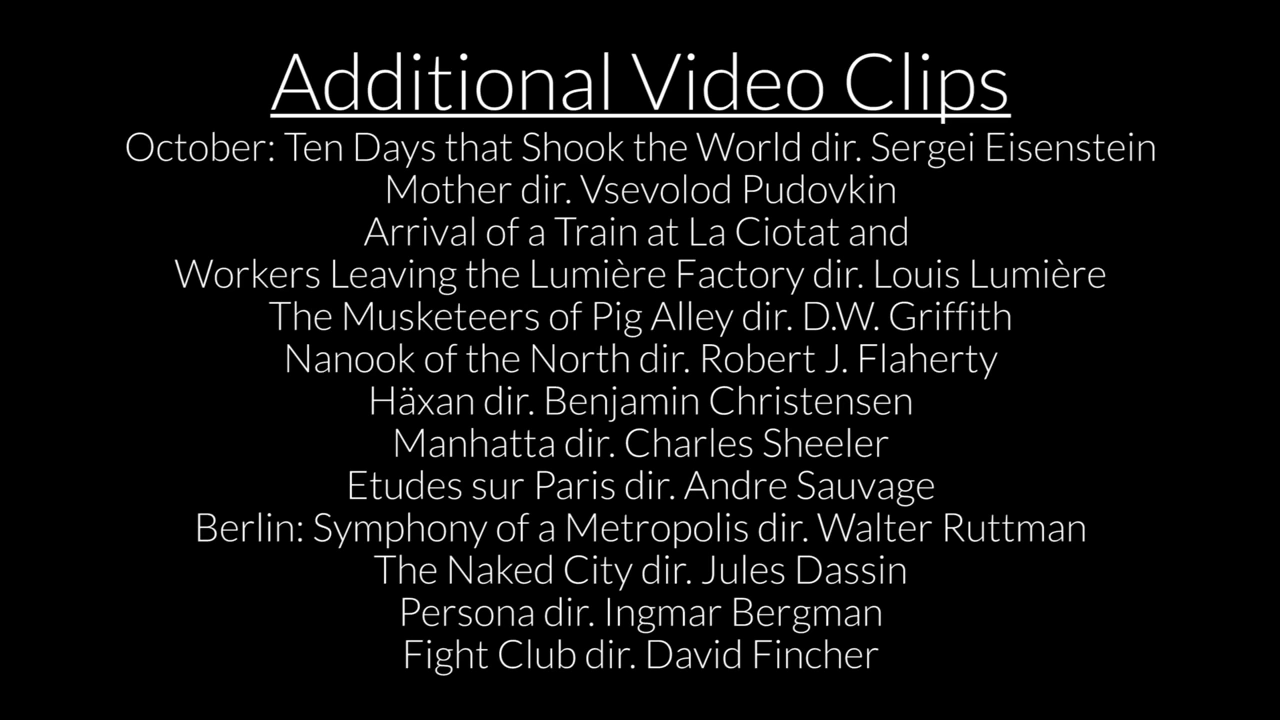 Additional Video Clips
October: Ten Days that Shook the World dir. Sergei Eisenstein
Mother dir. Vsevolod Pudovkin
Arrival of a Train at La Ciotat and
Workers Leaving the Lumière Factory dir. Louis Lumière
The Musketeers of Pig Alley dir. D.W. Griffith
Nanook of the North dir. Robert J. Flaherty
Häxan dir. Benjamin Christensen
Manhatta dir. Charles Sheeler
Etudes sur Paris dir. Andre Sauvage
Berlin: Symphony of a Metropolis dir. Walter Ruttman
The Naked City dir. Jules Dassin
Persona dir. Ingmar Bergman
Fight Club dir. David Fincher